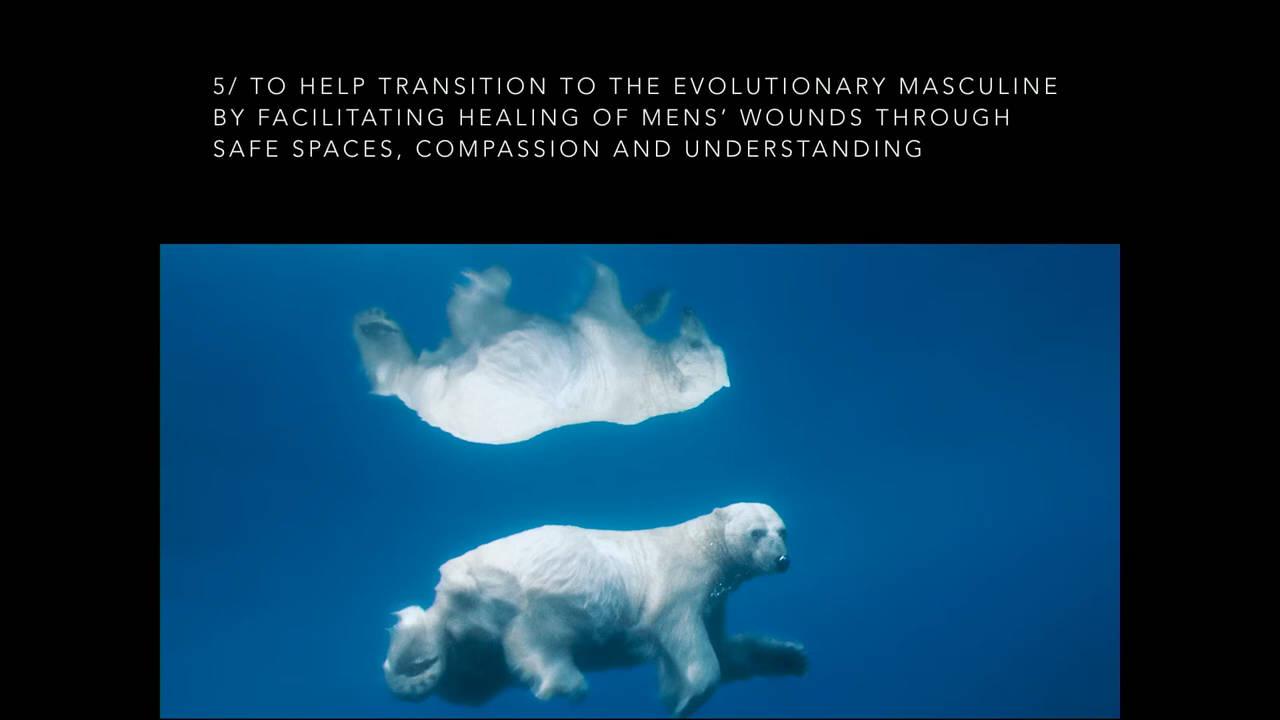 5/ TO HELP TRANSITION TO THE EVOLUTIONARY MASCULINE
BY FACILITATING HEALING OF MENS’ WOUNDS THROUGH
SAFE SPACES, COMPASSION AND UNDERSTANDING